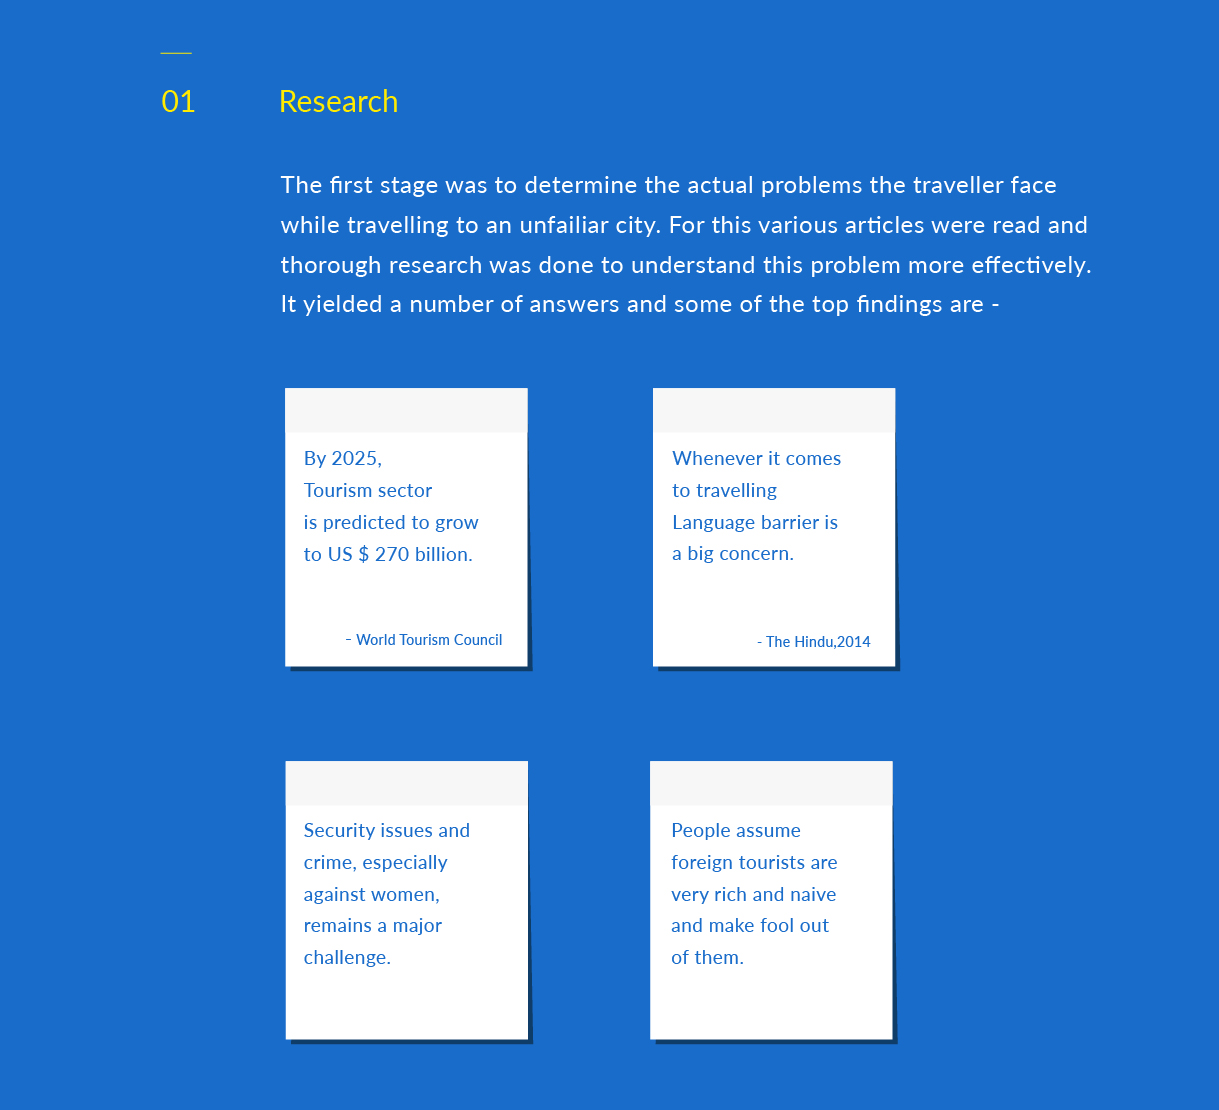 01 Research
The first stage was to determine the actual problems the traveller face
while travelling to an unfailiar city. For this various articles were read and
thorough research was done to understand this problem more effectively.
It yielded a number of answers and some of the top findings are -
By 2025,
Tourism sector
is predicted to grow
to US $ 270 billion.
– World Tourism Council
Whenever it comes
to travelling
Language barrier is
a big concern.
- The Hindu,2014
Security issues and
crime, especially
against women,
remains a major
challenge.
People assume
foreign tourists are
very rich and naive
and make fool out
of them.